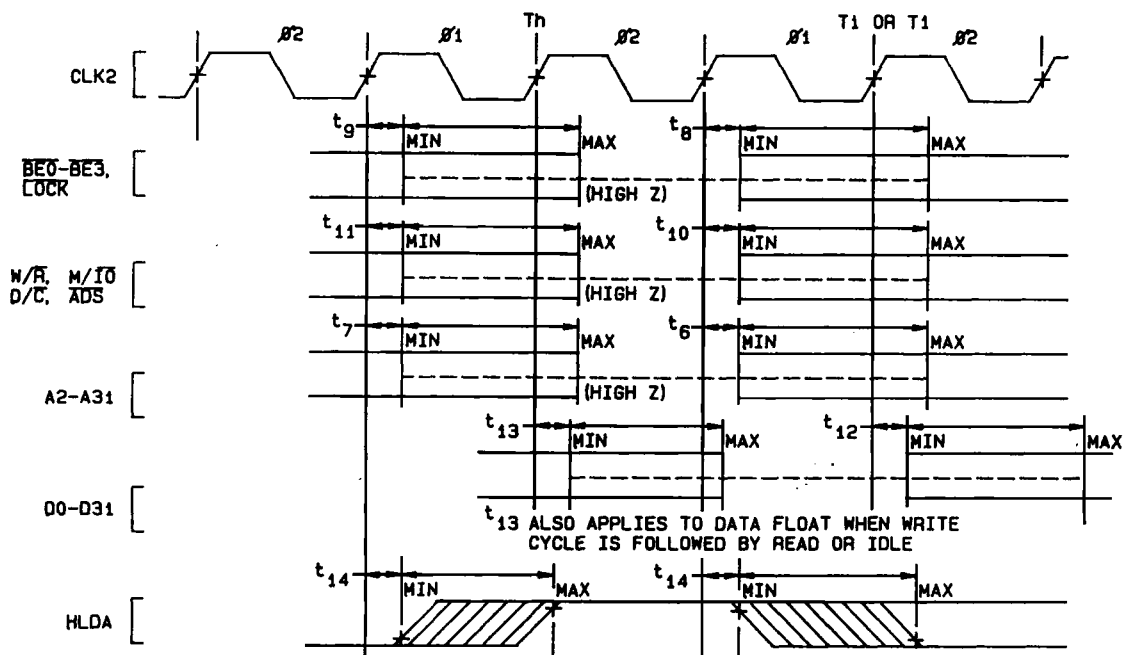 Th T1 OR T1
Ø2 Ø1 Ø2 Ø1 Ø2
CLK2
t9 MIN MAX t8 MIN MAX
BE0-BE3,
LOCK
(HIGH Z)
t11 MIN MAX t10 MIN MAX
W/R, M/IO
D/C, ADS
(HIGH Z)
t7 MIN MAX t6 MIN MAX
A2-A31
(HIGH Z)
t13 MIN MAX t12 MIN MAX
D0-D31
t13 ALSO APPLIES TO DATA FLOAT WHEN WRITE
CYCLE IS FOLLOWED BY READ OR IDLE
t14 MIN MAX t14 MIN MAX
HLDA